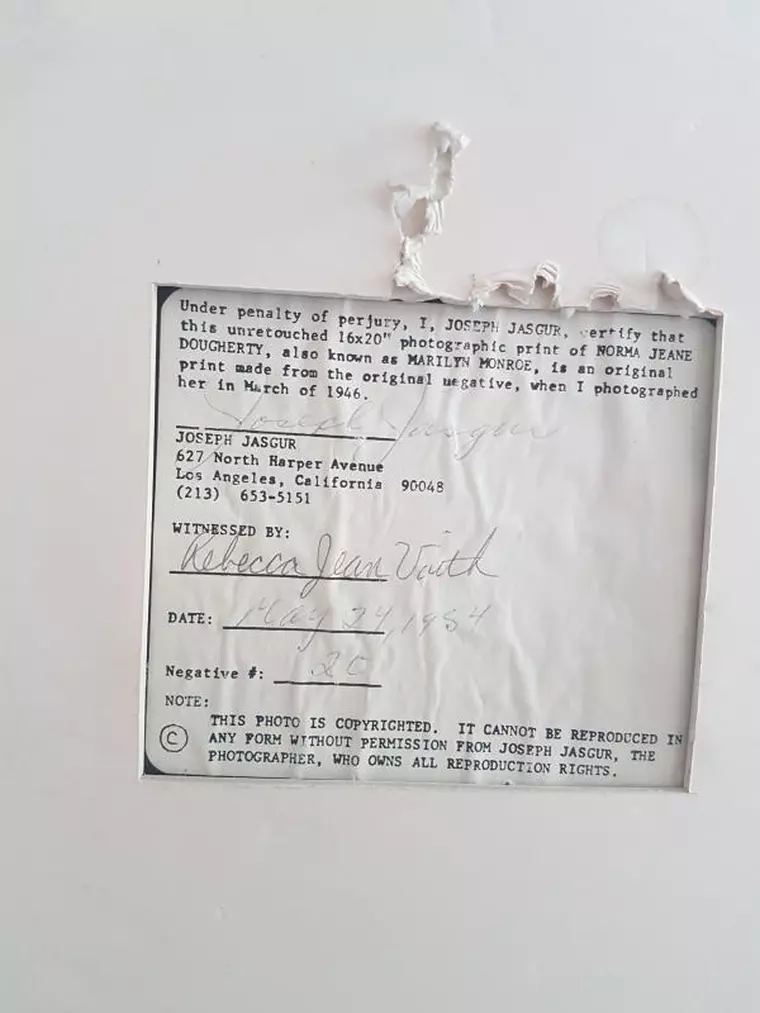 Under penalty of perjury, I, JOSEPH JASGUR, certify that
this unretouched 16x20" photographic print of NORMA JEANE
DOUGHERTY, also known as MARILYN MONROE, is an original
print made from the original negative, when I photographed
her in March of 1946.
Joseph Jasgur
JOSEPH JASGUR
627 North Harper Avenue
Los Angeles, California 90048
(213) 653-5151
WITNESSED BY:
Rebecca Jean
DATE: May 24, 1984
Negative #:
NOTE:
© THIS PHOTO IS COPYRIGHTED. IT CANNOT BE REPRODUCED IN
ANY FORM WITHOUT PERMISSION FROM JOSEPH JASGUR, THE
PHOTOGRAPHER, WHO OWNS ALL REPRODUCTION RIGHTS.